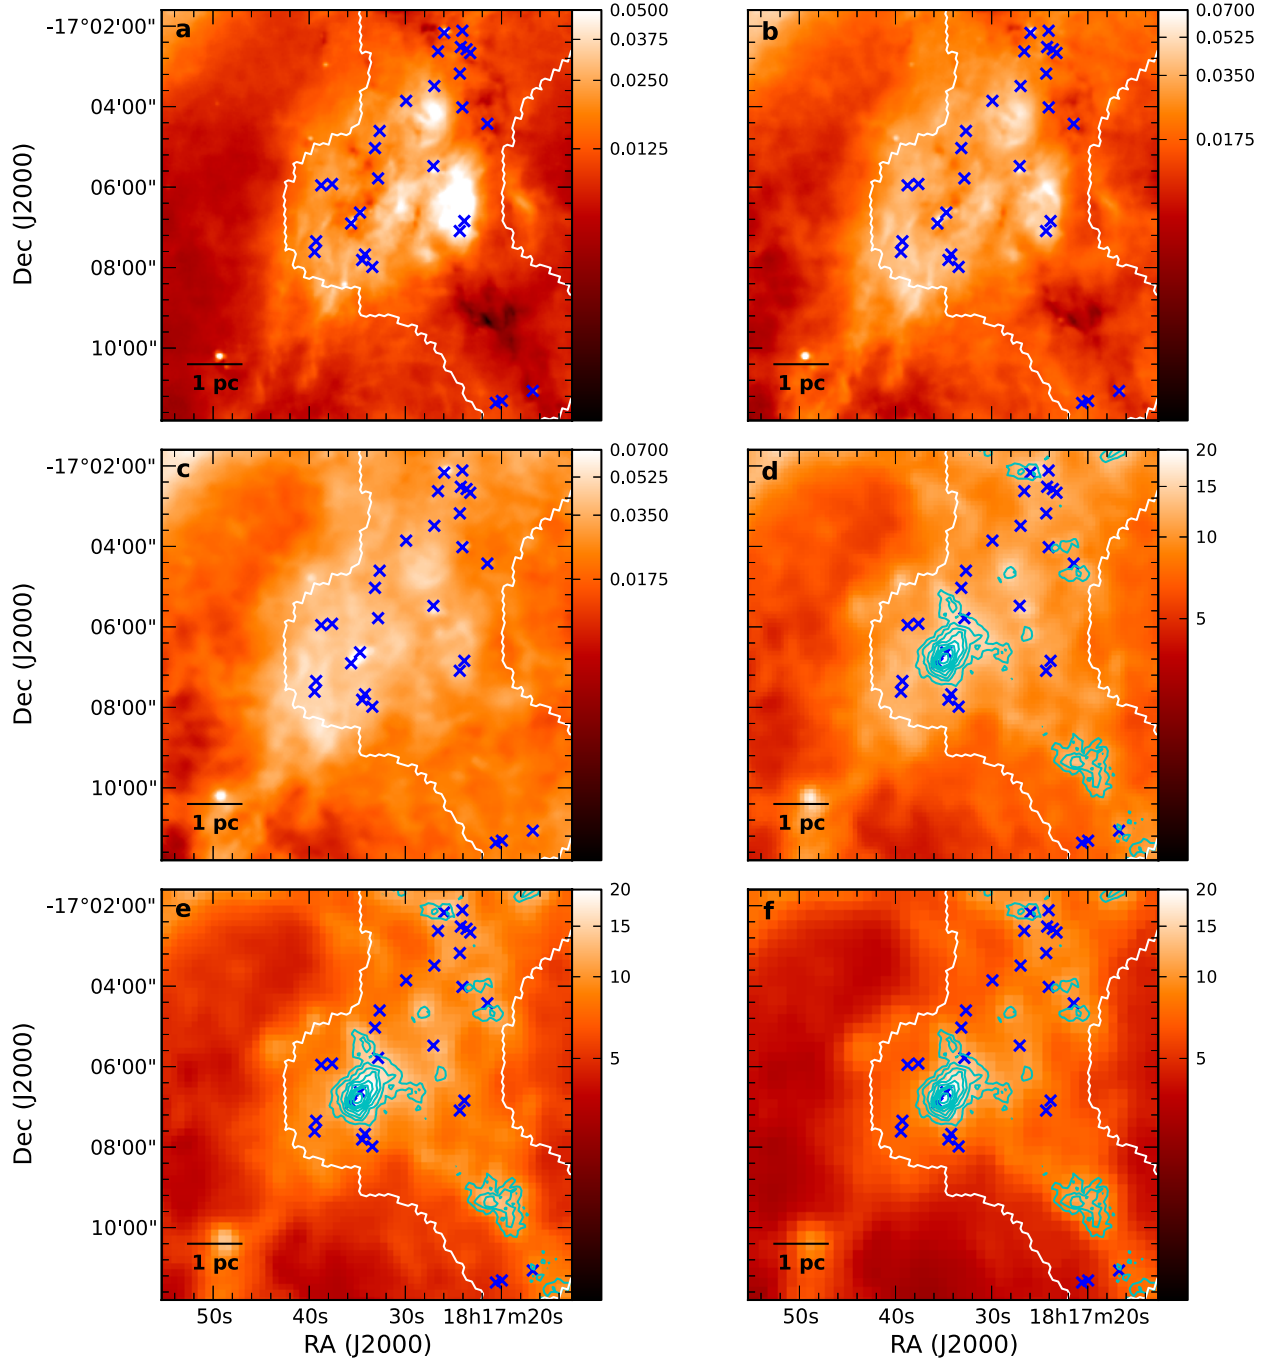 a
-17°02'00"
04'00"
06'00"
08'00"
10'00"
Dec (J2000)
1 pc
0.0500
0.0375
0.0250
0.0125
b
1 pc
0.0700
0.0525
0.0350
0.0175
c
-17°02'00"
04'00"
06'00"
08'00"
10'00"
Dec (J2000)
1 pc
0.0700
0.0525
0.0350
0.0175
d
1 pc
20
15
10
5
e
-17°02'00"
04'00"
06'00"
08'00"
10'00"
Dec (J2000)
1 pc
20
15
10
5
50s 40s 30s 18h17m20s
RA (J2000)
f
1 pc
20
15
10
5
50s 40s 30s 18h17m20s
RA (J2000)